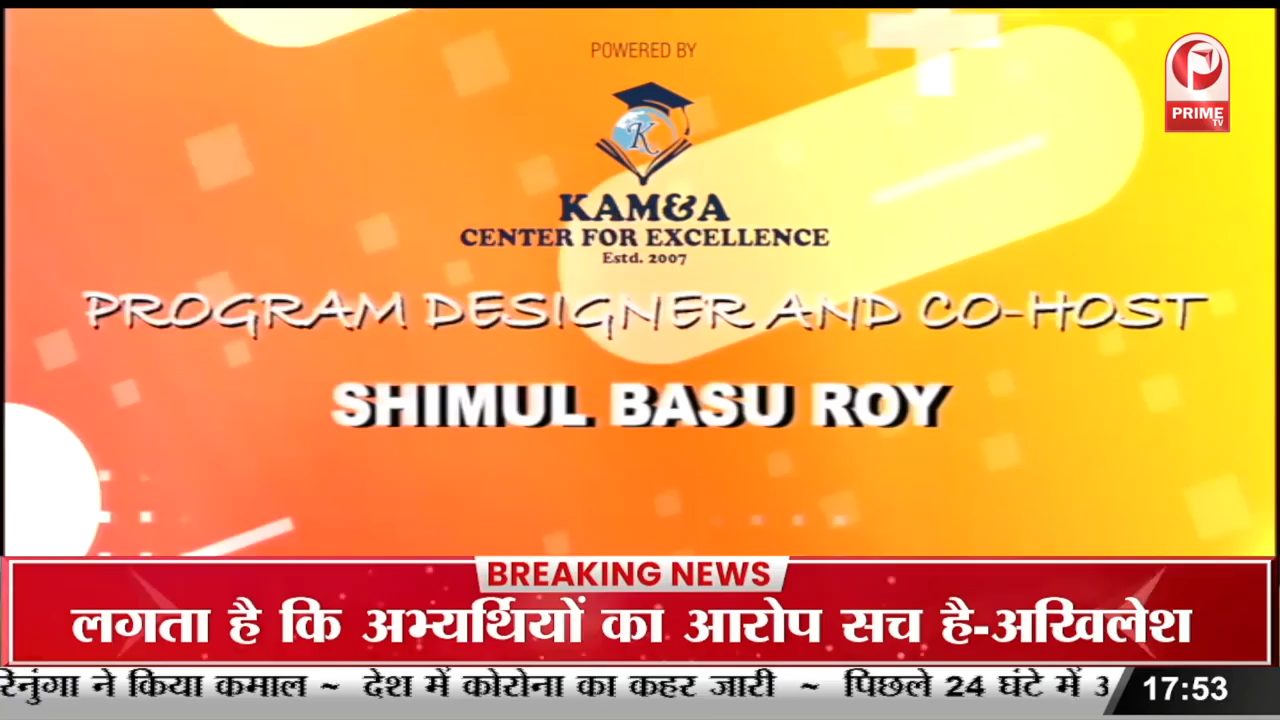 POWERED BY
K
KAM&A
CENTER FOR EXCELLENCE
Estd. 2007
PRIME
TV
PROGRAM DESIGNER AND CO-HOST
SHIMUL BASU ROY
BREAKING NEWS
लगता है कि अभ्यर्थियों का आरोप सच है-अखिलेश
ने किया कमाल ~ देश में कोरोना का कहर जारी ~ पिछले 24 घंटे में
17:53